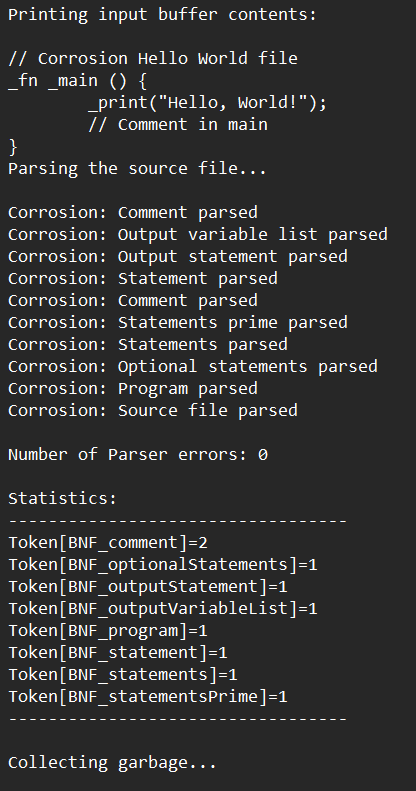 Printing input buffer contents:
// Corrosion Hello World file
_fn _main () {
_print("Hello, World!");
// Comment in main
}
Parsing the source file...
Corrosion: Comment parsed
Corrosion: Output variable list parsed
Corrosion: Output statement parsed
Corrosion: Statement parsed
Corrosion: Comment parsed
Corrosion: Statements prime parsed
Corrosion: Statements parsed
Corrosion: Optional statements parsed
Corrosion: Program parsed
Corrosion: Source file parsed
Number of Parser errors: 0
Statistics:
----------------------------------
Token[BNF_comment]=2
Token[BNF_optionalStatements]=1
Token[BNF_outputStatement]=1
Token[BNF_outputVariableList]=1
Token[BNF_program]=1
Token[BNF_statement]=1
Token[BNF_statements]=1
Token[BNF_statementsPrime]=1
----------------------------------
Collecting garbage...